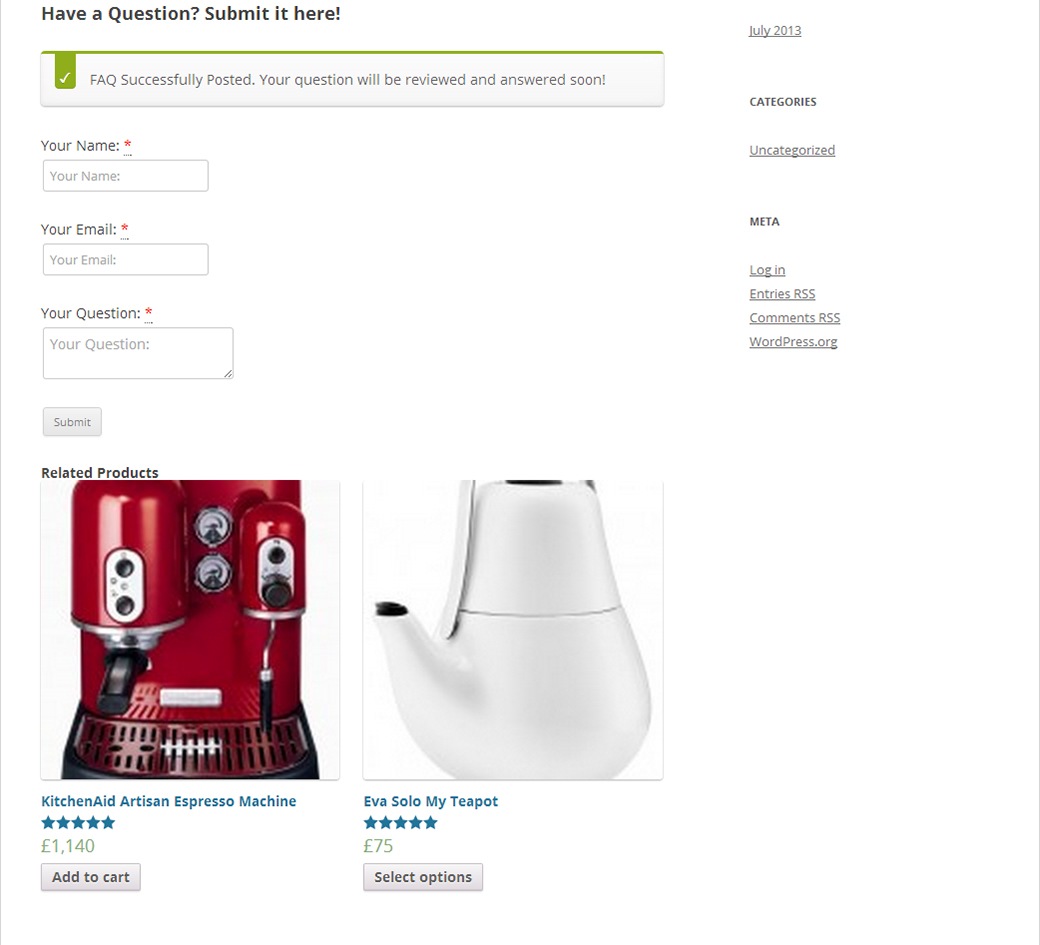 Have a Question? Submit it here!
FAQ Successfully Posted. Your question will be reviewed and answered soon!
Your Name: *
Your Name:
Your Email: *
Your Email:
Your Question: *
Your Question:
Submit
Related Products
KitchenAid Artisan Espresso Machine
£1,140
Add to cart
Eva Solo My Teapot
£75
Select options
July 2013
CATEGORIES
Uncategorized
META
Log in
Entries RSS
Comments RSS
WordPress.org